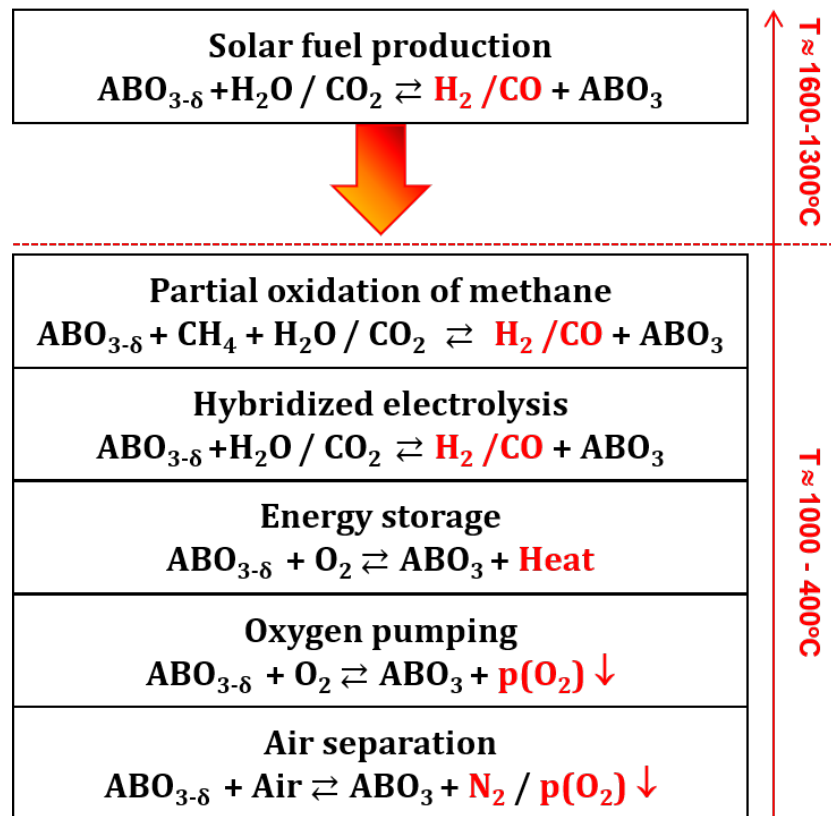 Solar fuel production
ABO₃₋δ +H₂O / CO₂ ⇄ H₂ /CO + ABO₃
T ≈ 1600-1300ºC
Partial oxidation of methane
ABO₃₋δ + CH₄ + H₂O / CO₂ ⇄ H₂ /CO + ABO₃
Hybridized electrolysis
ABO₃₋δ +H₂O / CO₂ ⇄ H₂ /CO + ABO₃
Energy storage
ABO₃₋δ + O₂ ⇄ ABO₃ + Heat
Oxygen pumping
ABO₃₋δ + O₂ ⇄ ABO₃ + p(O₂) ↓
Air separation
ABO₃₋δ + Air ⇄ ABO₃ + N₂ / p(O₂) ↓
T ≈ 1000 - 400ºC